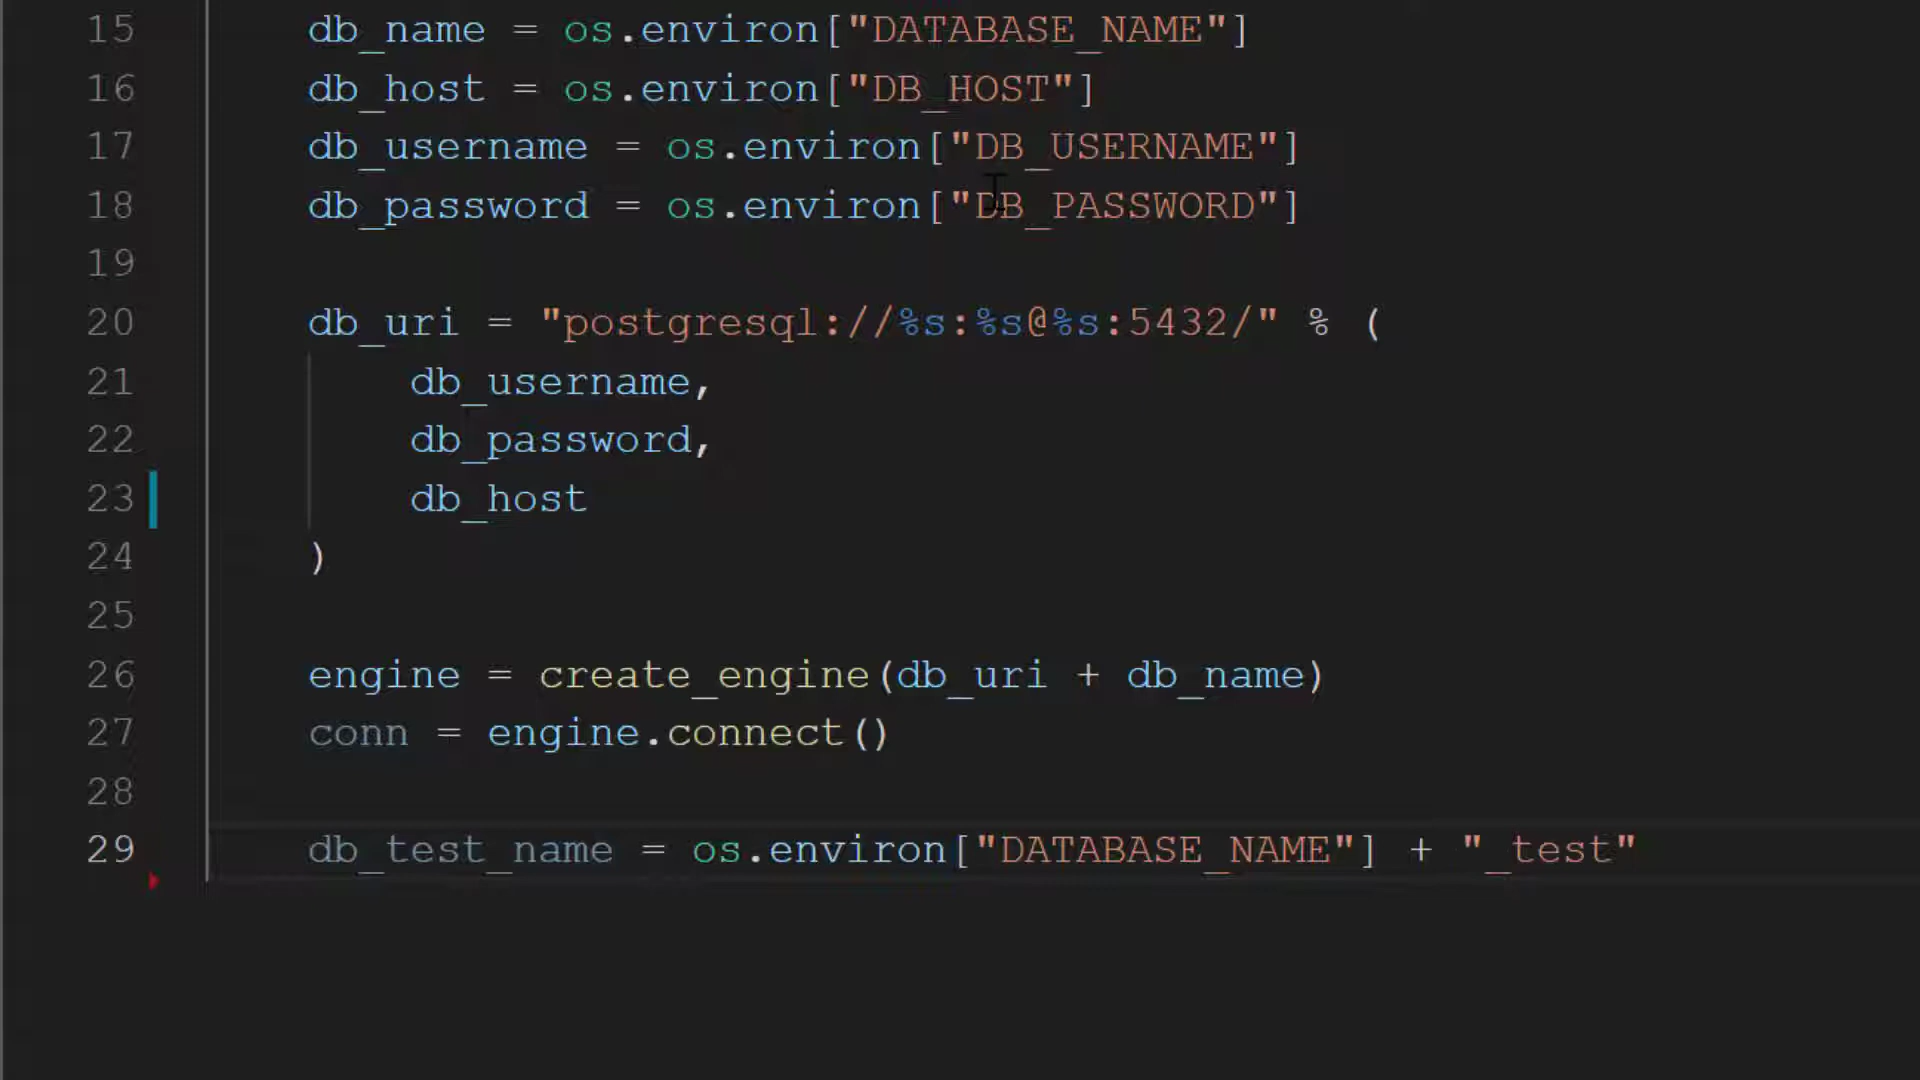 15 db_name = os.environ["DATABASE_NAME"]
16 db_host = os.environ["DB_HOST"]
17 db_username = os.environ["DB_USERNAME"]
18 db_password = os.environ["DB_PASSWORD"]
19
20 db_uri = "postgresql://%s:%s@%s:5432/" % (
21 db_username,
22 db_password,
23 db_host
24 )
25
26 engine = create_engine(db_uri + db_name)
27 conn = engine.connect()
28
29 db_test_name = os.environ["DATABASE_NAME"] + "_test"